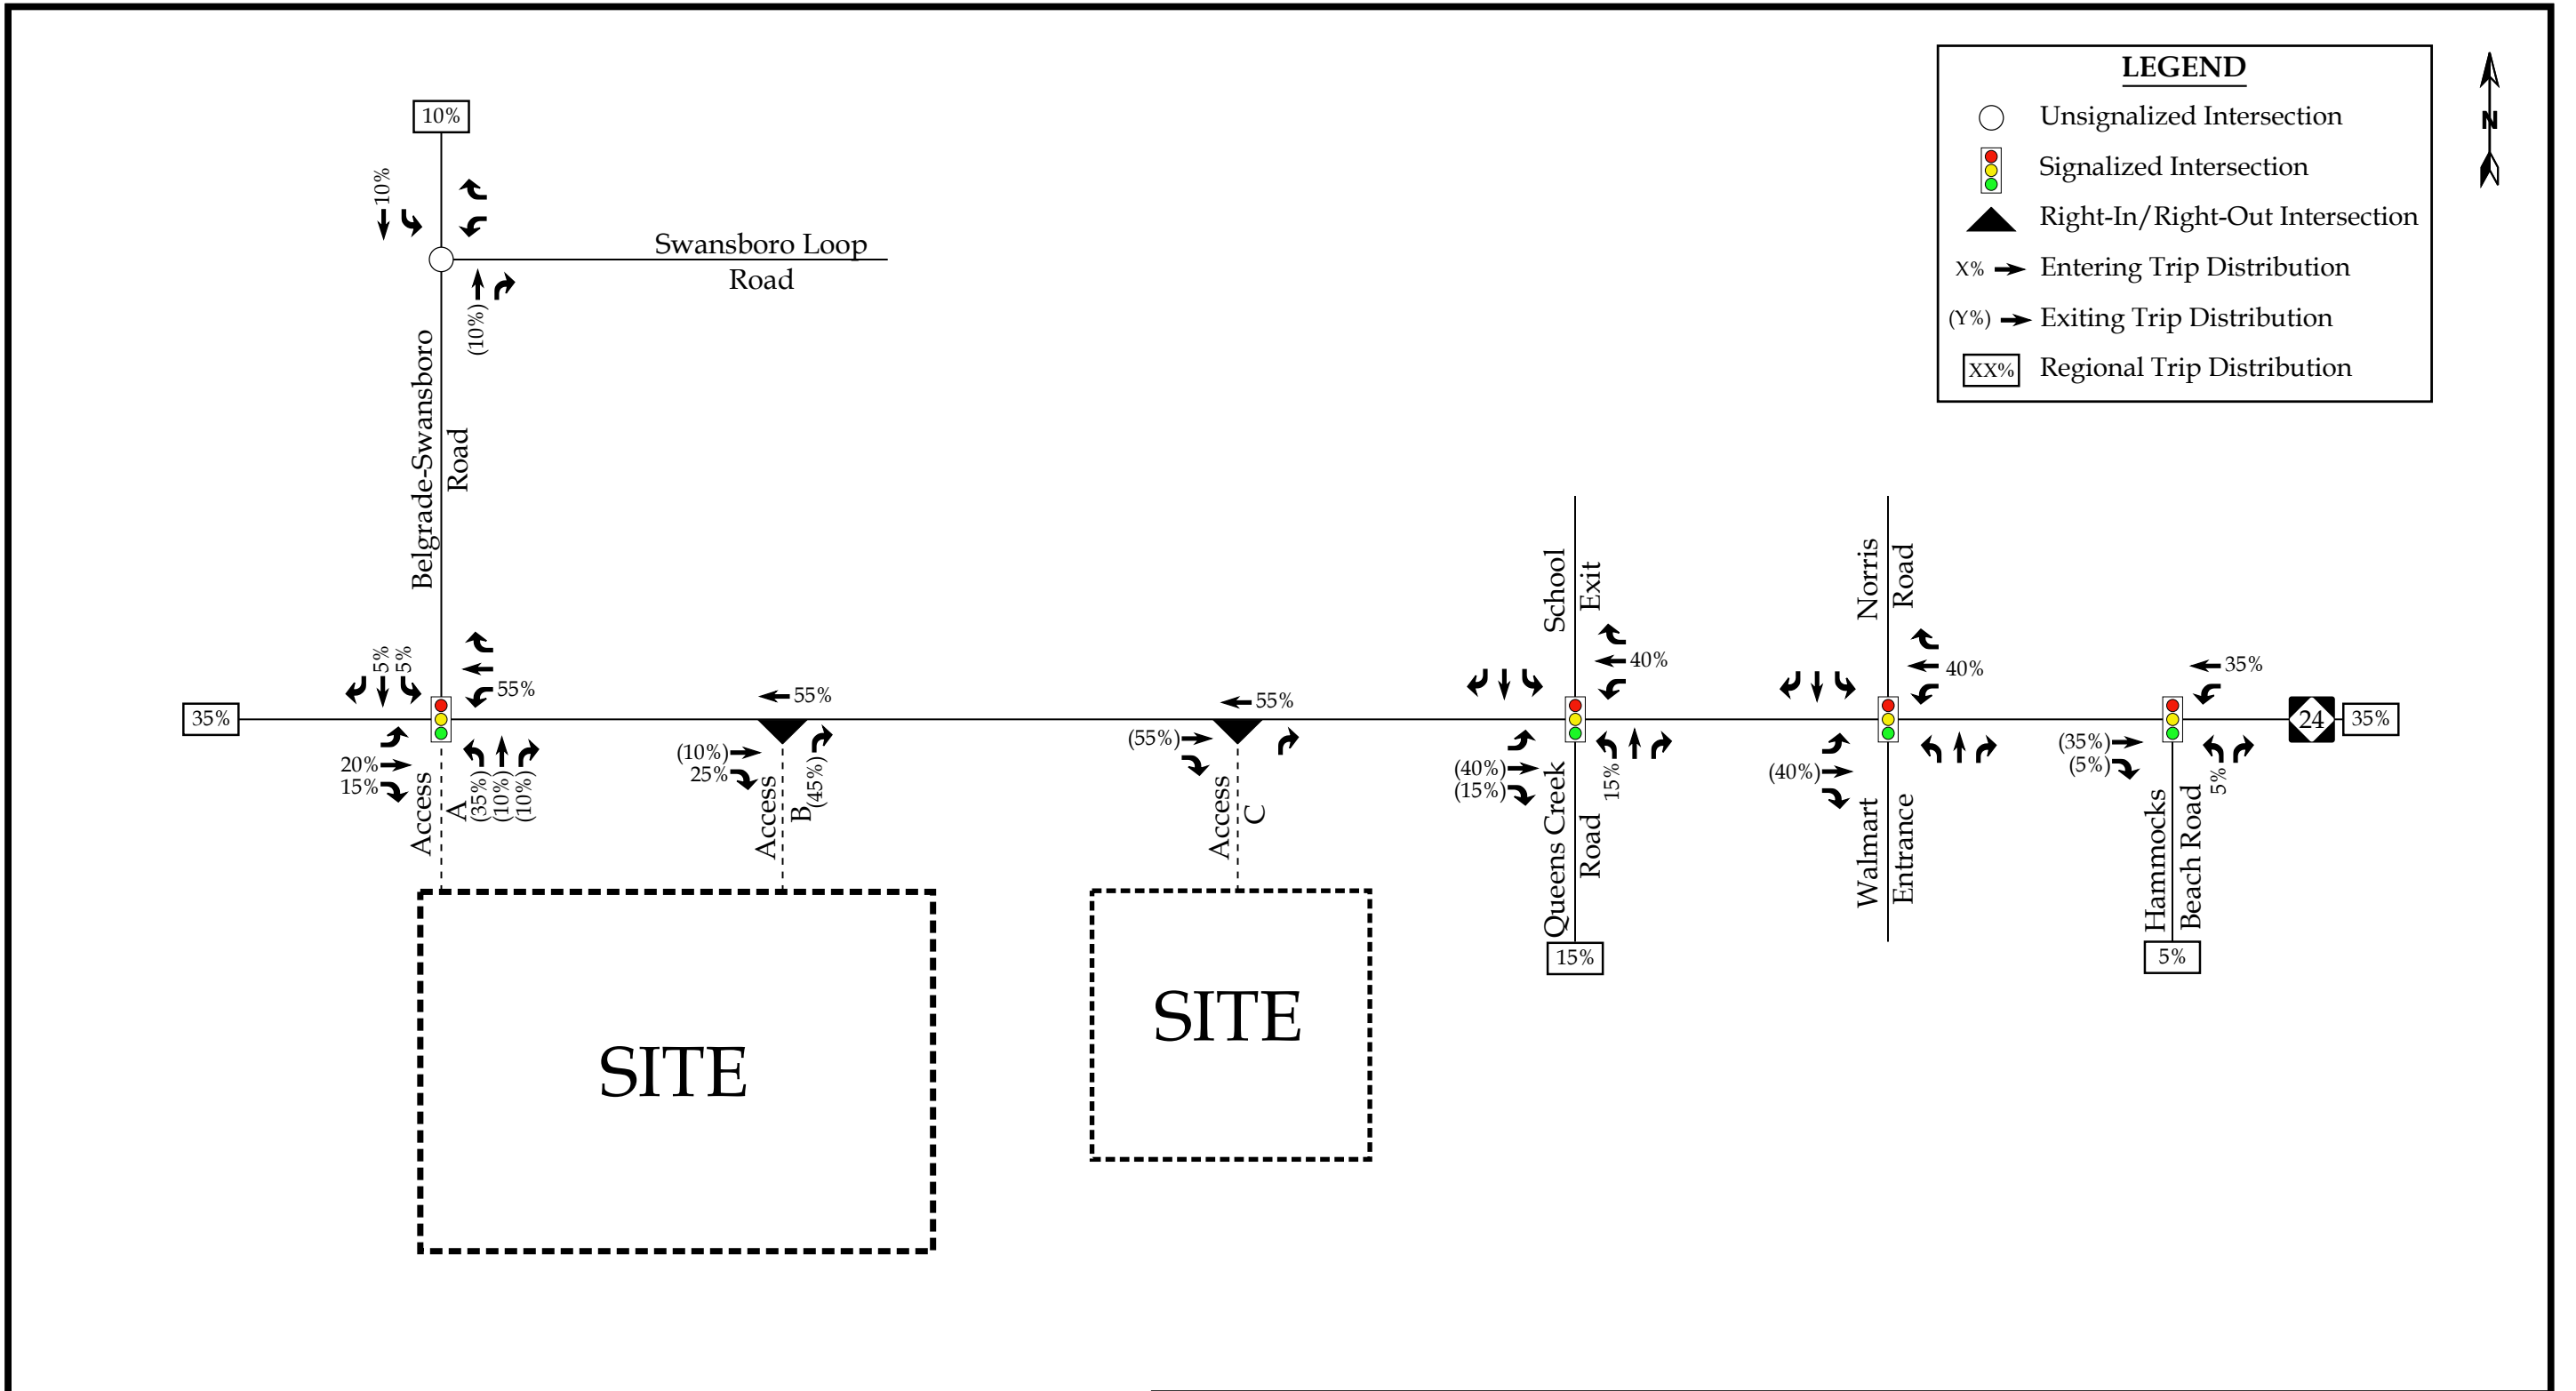 LEGEND
Unsignalized Intersection
Signalized Intersection
Right-In/Right-Out Intersection
X% Entering Trip Distribution
(Y%) Exiting Trip Distribution
XX% Regional Trip Distribution
N
10%
10%
Swansboro Loop
Road
(10%)
Belgrade-Swansboro
Road
35%
5%
5%
55%
20%
15%
Access
A
(35%)
(10%)
(10%)
55%
(10%)
25%
Access
B
(45%)
55%
(55%)
Access
C
School
Exit
40%
(40%)
(15%)
15%
Queens Creek
Road
15%
Norris
Road
40%
(40%)
Walmart
Entrance
35%
(35%)
(5%)
5%
Hammocks
Beach Road
5%
24
35%
SITE
SITE